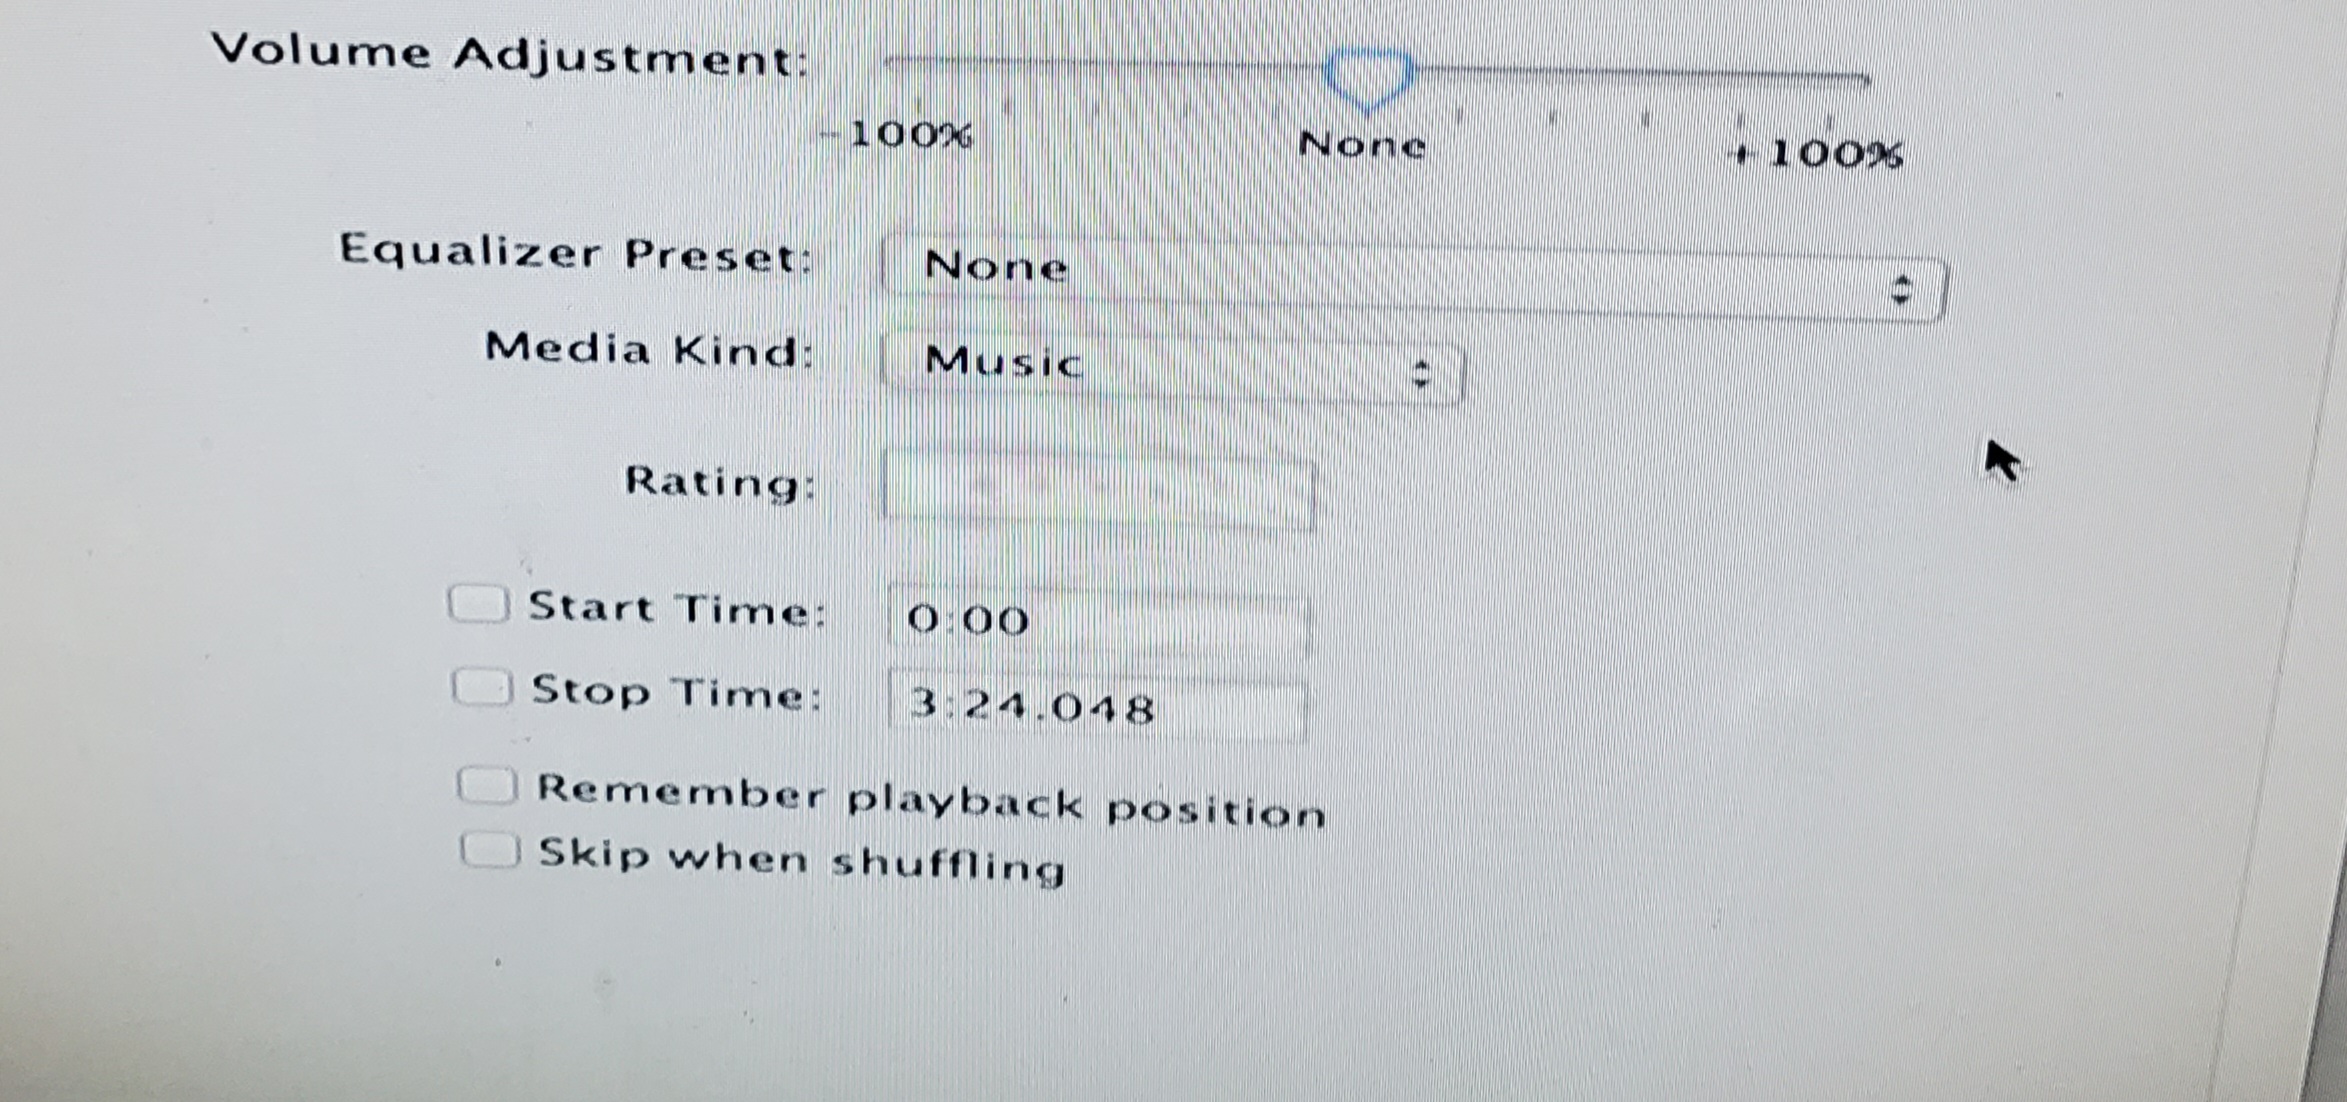 Volume Adjustment:
-100% None +100%
Equalizer Preset: None
Media Kind: Music
Rating:
Start Time: 0:00
Stop Time: 3:24.048
Remember playback position
Skip when shuffling